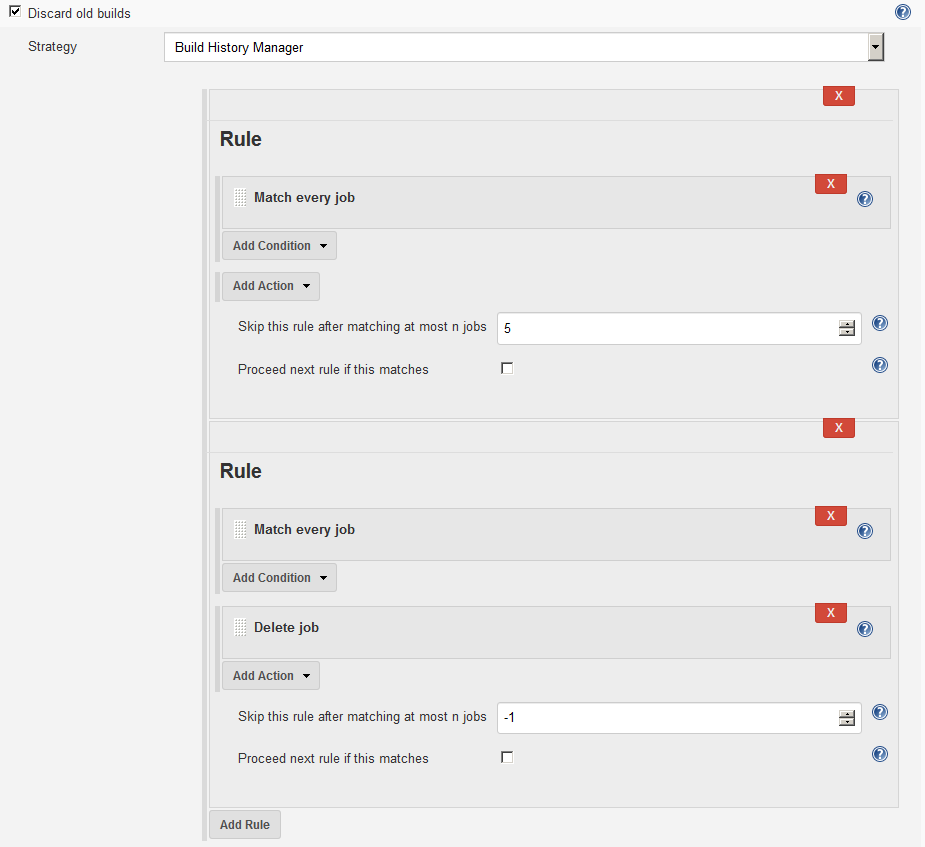 Discard old builds
?
Strategy
Build History Manager
X
Rule
X
Match every job
?
Add Condition
Add Action
Skip this rule after matching at most n jobs
5
?
Proceed next rule if this matches
?
X
Rule
X
Match every job
?
Add Condition
X
Delete job
?
Add Action
Skip this rule after matching at most n jobs
-1
?
Proceed next rule if this matches
?
Add Rule